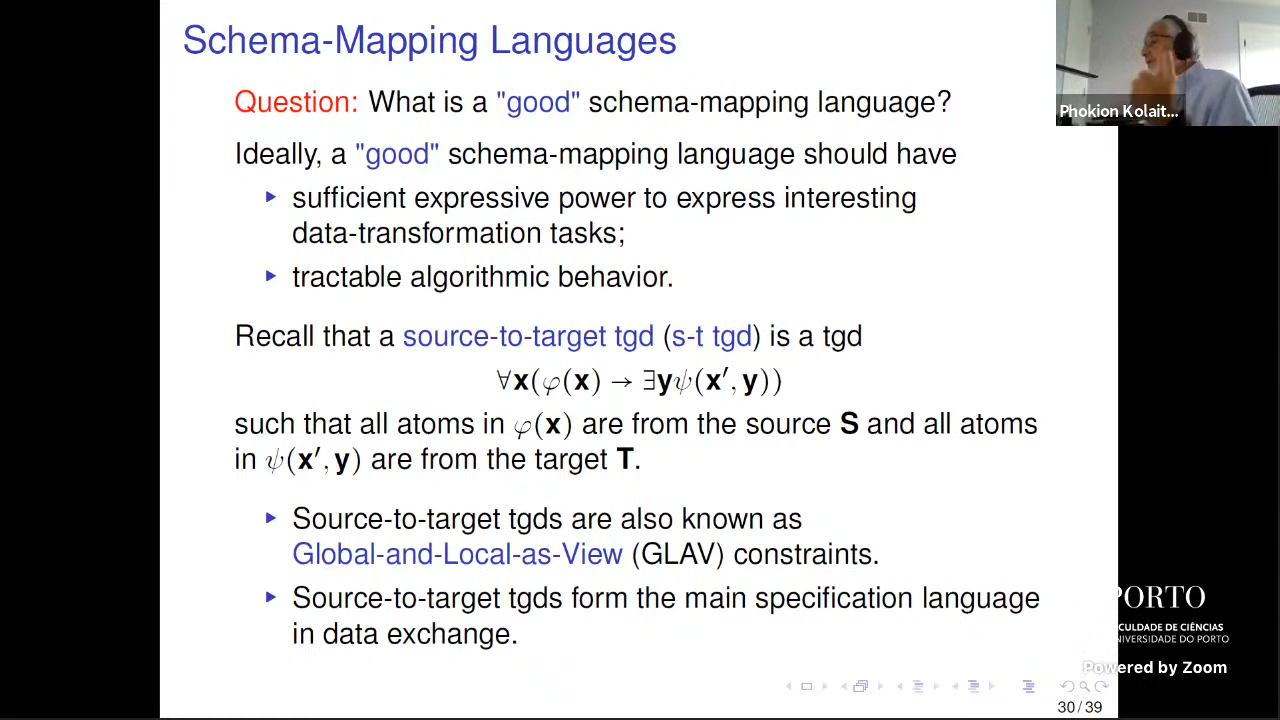 Schema-Mapping Languages
Question: What is a "good" schema-mapping language?
Ideally, a "good" schema-mapping language should have
▶ sufficient expressive power to express interesting
data-transformation tasks;
▶ tractable algorithmic behavior.
Recall that a source-to-target tgd (s-t tgd) is a tgd
∀x(φ(x) → ∃yψ(x′, y))
such that all atoms in φ(x) are from the source S and all atoms
in ψ(x′, y) are from the target T.
▶ Source-to-target tgds are also known as
Global-and-Local-as-View (GLAV) constraints.
▶ Source-to-target tgds form the main specification language
in data exchange.
30/39
Phokion Kolait...
PORTO
CULDADE DE CIÊNCIAS
NIVERSIDADE DO PORTO
Powered by Zoom